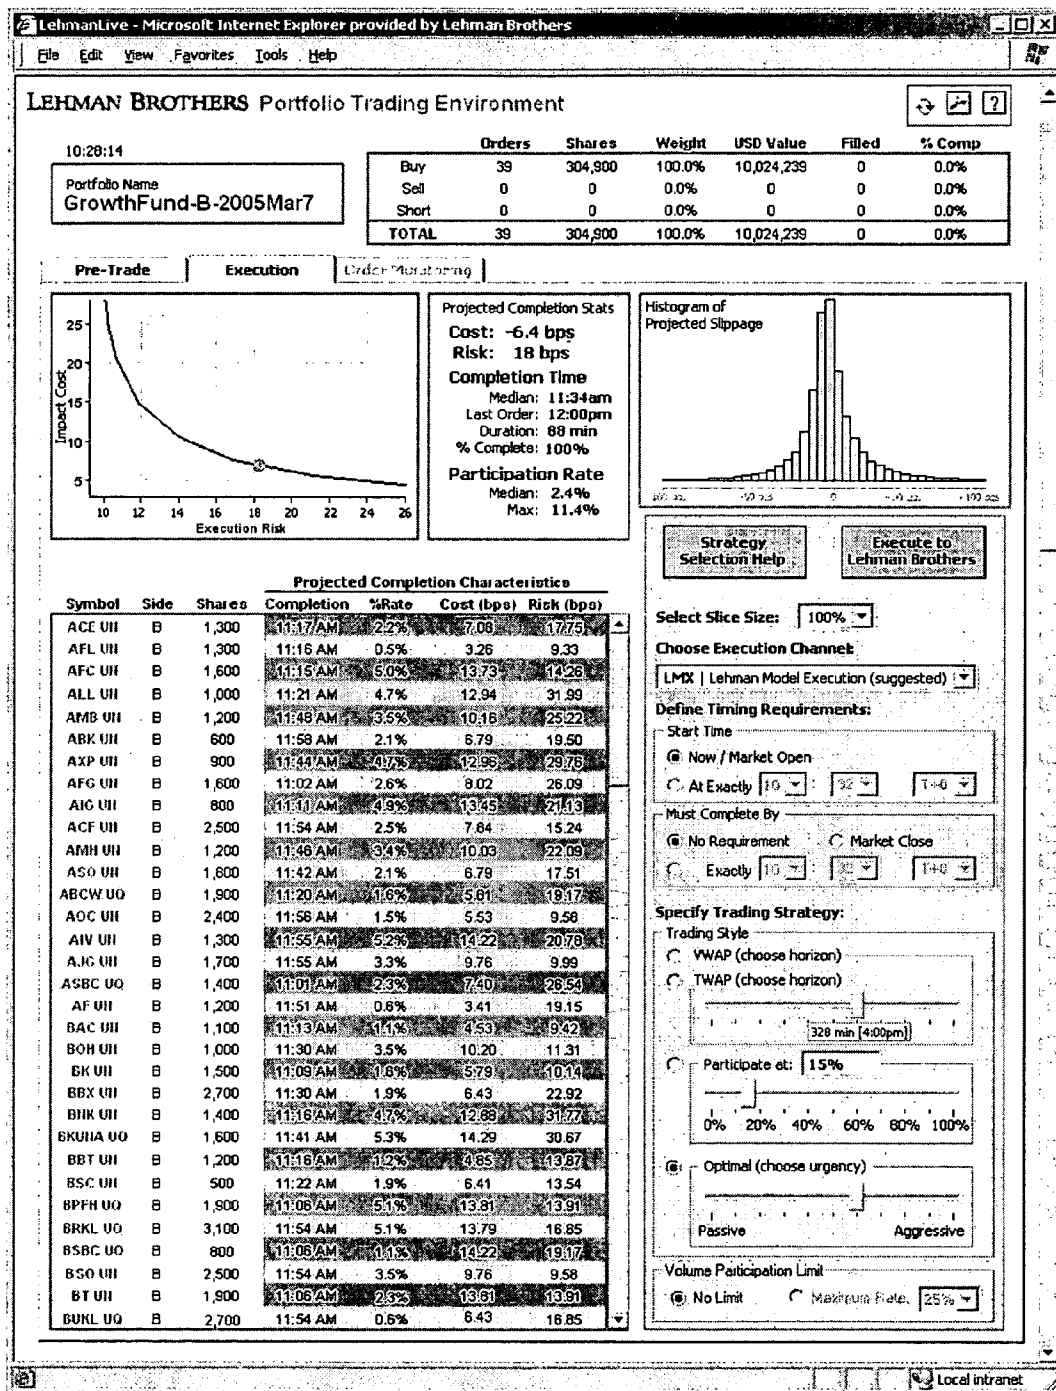 LehmanLive - Microsoft Internet Explorer provided by Lehman Brothers
File Edit View Favorites Tools Help
LEHMAN BROTHERS Portfolio Trading Environment
10:28:14
Portfolio Name
GrowthFund-B-2005Mar7
Orders Shares Weight USD Value Filled % Comp
Buy 39 304,900 100.0% 10,024,239 0 0.0%
Sell 0 0 0.0% 0 0 0.0%
Short 0 0 0.0% 0 0 0.0%
TOTAL 39 304,900 100.0% 10,024,239 0 0.0%
Pre-Trade Execution Order Monitoring
Impact Cost
25
20
15
10
5
10 12 14 16 18 20 22 24 26
Execution Risk
Projected Completion Stats
Cost: -6.4 bps
Risk: 18 bps
Completion Time
Median: 11:34am
Last Order: 12:00pm
Duration: 88 min
% Complete: 100%
Participation Rate
Median: 2.4%
Max: 11.4%
Histogram of
Projected Slippage
0 +100
Projected Completion Characteristics
Symbol Side Shares Completion %Rate Cost (bps) Risk (bps)
ACE UN B 1,300 11:17 AM 2.2% 7.06 17.75
AFL UN B 1,300 11:16 AM 0.5% 3.26 9.33
AFC UN B 1,600 11:15 AM 5.0% 13.73 14.26
ALL UN B 1,000 11:21 AM 4.7% 12.94 31.99
AMB UN B 1,200 11:48 AM 3.5% 10.16 25.22
ABK UN B 600 11:58 AM 2.1% 6.79 19.50
AXP UN B 900 11:44 AM 4.7% 12.96 29.76
AFG UN B 1,600 11:02 AM 2.6% 8.02 26.09
AIG UN B 800 11:11 AM 4.9% 13.45 21.13
ACF UN B 2,500 11:54 AM 2.5% 7.84 15.24
AMH UN B 1,200 11:46 AM 3.4% 10.03 22.09
ASO UN B 1,600 11:42 AM 2.1% 6.79 17.51
ABCW UQ B 1,900 11:20 AM 1.6% 5.61 19.17
AOC UN B 2,400 11:56 AM 1.5% 5.53 9.56
AIV UN B 1,300 11:55 AM 5.2% 14.22 20.78
AJG UN B 1,700 11:55 AM 3.3% 9.76 9.99
ASBC UQ B 1,400 11:01 AM 2.3% 7.40 26.54
AF UN B 1,200 11:51 AM 0.6% 3.41 19.15
BAC UN B 1,100 11:13 AM 1.1% 4.53 9.42
BOH UN B 1,000 11:30 AM 3.5% 10.20 11.31
BK UN B 1,500 11:09 AM 1.6% 5.79 10.14
BBX UN B 2,700 11:30 AM 1.9% 6.43 22.92
BNK UN B 1,400 11:16 AM 4.7% 12.88 31.77
BKUNA UQ B 1,600 11:41 AM 5.3% 14.29 30.67
BBT UN B 1,200 11:16 AM 1.2% 4.85 13.87
BSC UN B 500 11:22 AM 1.9% 6.41 13.54
BPFH UQ B 1,900 11:06 AM 5.1% 13.81 13.91
BRKL UQ B 3,100 11:54 AM 5.1% 13.79 16.85
BSBC UQ B 800 11:06 AM 1.1% 14.22 19.17
BSO UN B 2,500 11:54 AM 3.5% 9.76 9.58
BT UN B 1,900 11:06 AM 2.3% 13.81 13.91
BUKL UQ B 2,700 11:54 AM 0.6% 6.43 16.85
Strategy
Selection Help
Execute to
Lehman Brothers
Select Slice Size: 100%
Choose Execution Channel:
LMX | Lehman Model Execution (suggested)
Define Timing Requirements:
Start Time
Now / Market Open
At Exactly 10 : 32 T+0
Must Complete By
No Requirement Market Close
Exactly 10 : 32 T+0
Specify Trading Strategy:
Trading Style
VWAP (choose horizon)
TWAP (choose horizon)
328 min [4:00pm]
Participate at: 15%
0% 20% 40% 60% 80% 100%
Optimal (choose urgency)
Passive Aggressive
Volume Participation Limit
No Limit Maximum Rate: 25%
Local intranet